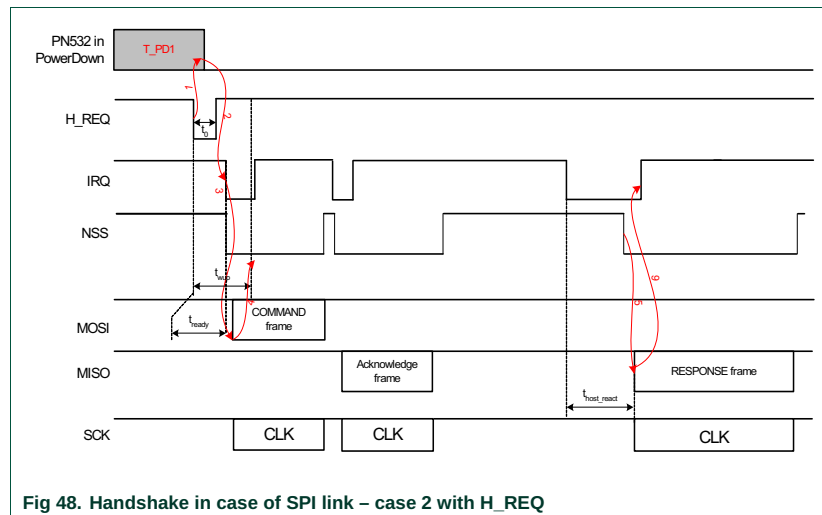 PN532 in
PowerDown
T_PD1
1
2
H_REQ
t0
IRQ
3
NSS
twup
4
5
6
tready
MOSI
COMMAND
frame
MISO
Acknowledge
frame
RESPONSE frame
thost_react
SCK
CLK
CLK
CLK
Fig 48. Handshake in case of SPI link – case 2 with H_REQ